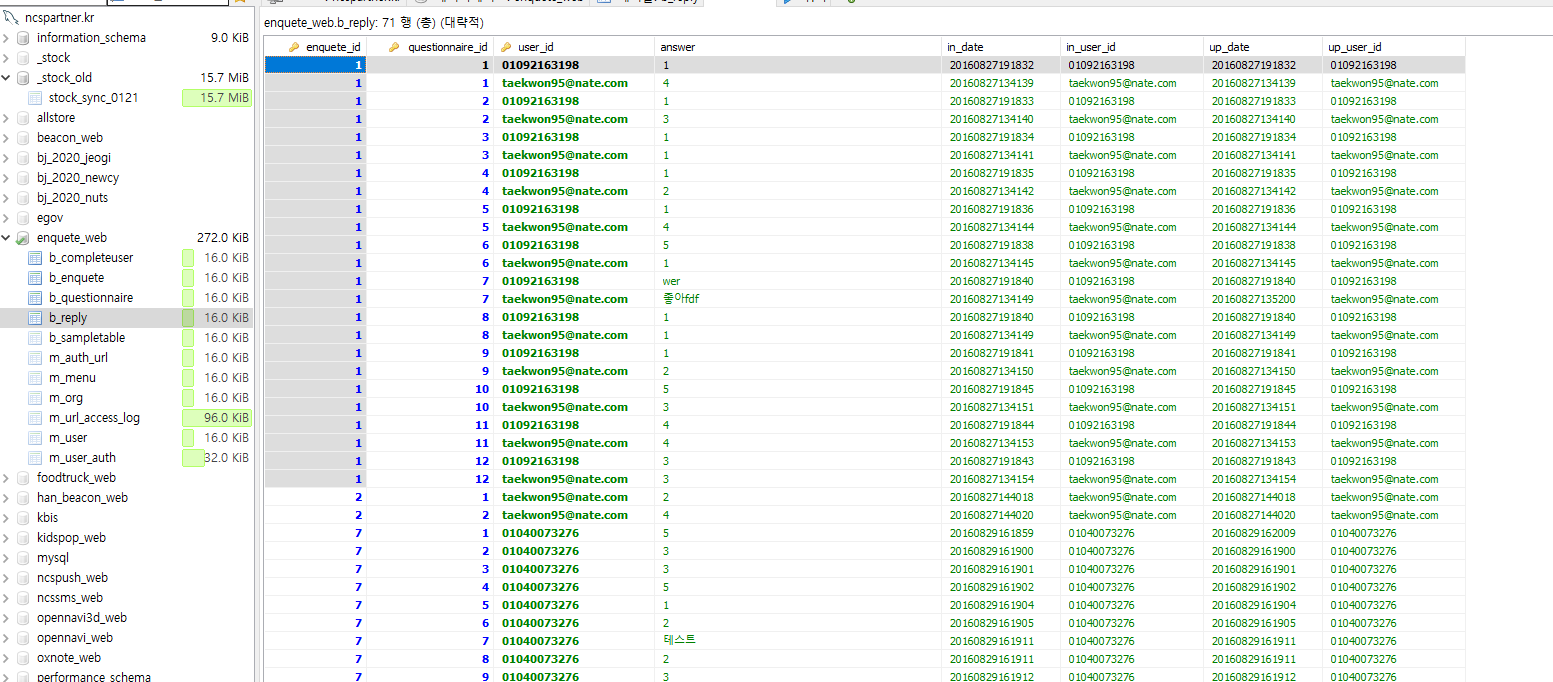 ncspartner.kr
information_schema 9.0 KiB
_stock
_stock_old 15.7 MiB
stock_sync_0121 15.7 MiB
allstore
beacon_web
bj_2020_jeogi
bj_2020_newcy
bj_2020_nuts
egov
enquete_web 272.0 KiB
b_completeuser 16.0 KiB
b_enquete 16.0 KiB
b_questionnaire 16.0 KiB
b_reply 16.0 KiB
b_sampletable 16.0 KiB
m_auth_url 16.0 KiB
m_menu 16.0 KiB
m_org 16.0 KiB
m_url_access_log 96.0 KiB
m_user 16.0 KiB
m_user_auth 32.0 KiB
foodtruck_web
han_beacon_web
kbis
kidspop_web
mysql
ncspush_web
ncssms_web
opennavi3d_web
opennavi_web
oxnote_web
performance_schema
enquete_web.b_reply: 71 행 (총) (대략적)
enquete_id questionnaire_id user_id answer in_date in_user_id up_date up_user_id
1 1 01092163198 1 20160827191832 01092163198 20160827191832 01092163198
1 1 taekwon95@nate.com 4 20160827134139 taekwon95@nate.com 20160827134139 taekwon95@nate.com
1 2 01092163198 1 20160827191833 01092163198 20160827191833 01092163198
1 2 taekwon95@nate.com 3 20160827134140 taekwon95@nate.com 20160827134140 taekwon95@nate.com
1 3 01092163198 1 20160827191834 01092163198 20160827191834 01092163198
1 3 taekwon95@nate.com 1 20160827134141 taekwon95@nate.com 20160827134141 taekwon95@nate.com
1 4 01092163198 1 20160827191835 01092163198 20160827191835 01092163198
1 4 taekwon95@nate.com 2 20160827134142 taekwon95@nate.com 20160827134142 taekwon95@nate.com
1 5 01092163198 1 20160827191836 01092163198 20160827191836 01092163198
1 5 taekwon95@nate.com 4 20160827134144 taekwon95@nate.com 20160827134144 taekwon95@nate.com
1 6 01092163198 5 20160827191838 01092163198 20160827191838 01092163198
1 6 taekwon95@nate.com 1 20160827134145 taekwon95@nate.com 20160827134145 taekwon95@nate.com
1 7 01092163198 wer 20160827191840 01092163198 20160827191840 01092163198
1 7 taekwon95@nate.com 좋아fdf 20160827134149 taekwon95@nate.com 20160827135200 taekwon95@nate.com
1 8 01092163198 1 20160827191840 01092163198 20160827191840 01092163198
1 8 taekwon95@nate.com 1 20160827134149 taekwon95@nate.com 20160827134149 taekwon95@nate.com
1 9 01092163198 1 20160827191841 01092163198 20160827191841 01092163198
1 9 taekwon95@nate.com 2 20160827134150 taekwon95@nate.com 20160827134150 taekwon95@nate.com
1 10 01092163198 5 20160827191845 01092163198 20160827191845 01092163198
1 10 taekwon95@nate.com 3 20160827134151 taekwon95@nate.com 20160827134151 taekwon95@nate.com
1 11 01092163198 4 20160827191844 01092163198 20160827191844 01092163198
1 11 taekwon95@nate.com 4 20160827134153 taekwon95@nate.com 20160827134153 taekwon95@nate.com
1 12 01092163198 3 20160827191843 01092163198 20160827191843 01092163198
1 12 taekwon95@nate.com 3 20160827134154 taekwon95@nate.com 20160827134154 taekwon95@nate.com
2 1 taekwon95@nate.com 2 20160827144018 taekwon95@nate.com 20160827144018 taekwon95@nate.com
2 2 taekwon95@nate.com 4 20160827144020 taekwon95@nate.com 20160827144020 taekwon95@nate.com
7 1 01040073276 5 20160829161859 01040073276 20160829162009 01040073276
7 2 01040073276 3 20160829161900 01040073276 20160829161900 01040073276
7 3 01040073276 3 20160829161901 01040073276 20160829161901 01040073276
7 4 01040073276 5 20160829161902 01040073276 20160829161902 01040073276
7 5 01040073276 1 20160829161904 01040073276 20160829161904 01040073276
7 6 01040073276 2 20160829161905 01040073276 20160829161905 01040073276
7 7 01040073276 테스트 20160829161911 01040073276 20160829161911 01040073276
7 8 01040073276 2 20160829161911 01040073276 20160829161911 01040073276
7 9 01040073276 3 20160829161912 01040073276 20160829161912 01040073276